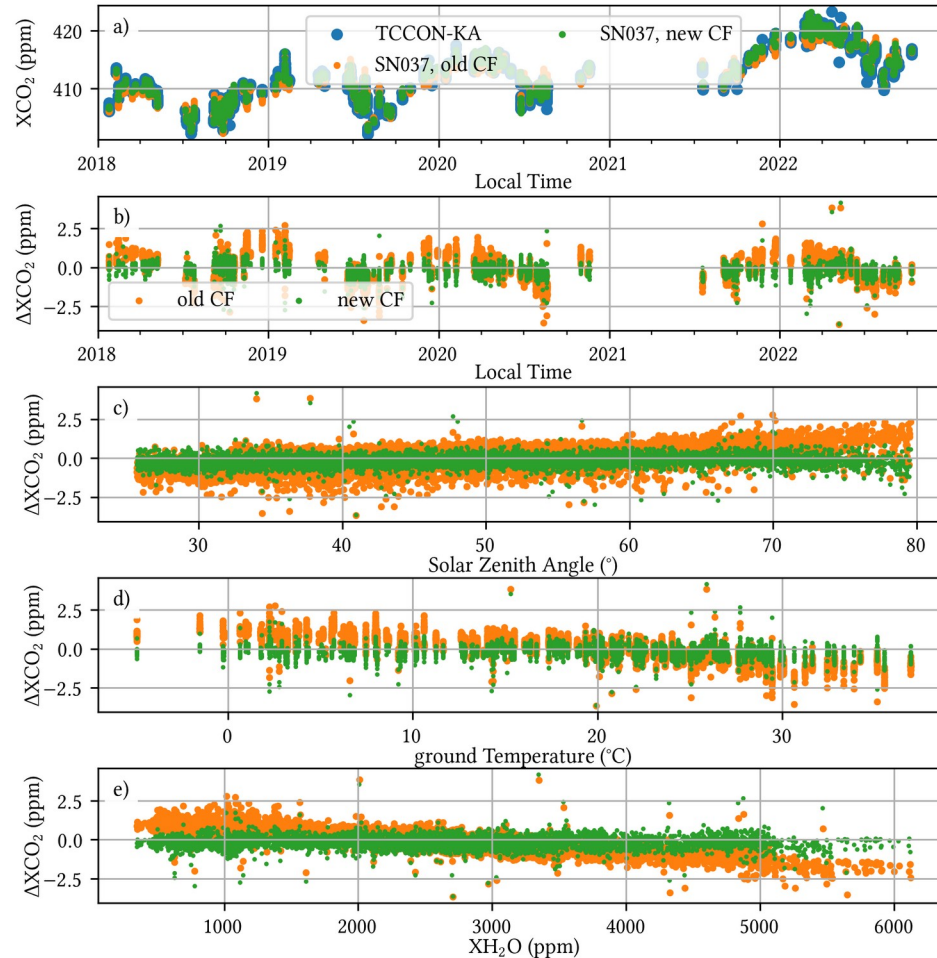 a)
TCCON-KA
SN037, new CF
SN037, old CF
XCO₂ (ppm)
420
410
2018 2019 2020 2021 2022
Local Time
b)
ΔXCO₂ (ppm)
2.5
0.0
−2.5
old CF
new CF
2018 2019 2020 2021 2022
Local Time
c)
ΔXCO₂ (ppm)
2.5
0.0
−2.5
30 40 50 60 70 80
Solar Zenith Angle (°)
d)
ΔXCO₂ (ppm)
2.5
0.0
−2.5
0 10 20 30
ground Temperature (°C)
e)
ΔXCO₂ (ppm)
2.5
0.0
−2.5
1000 2000 3000 4000 5000 6000
XH₂O (ppm)